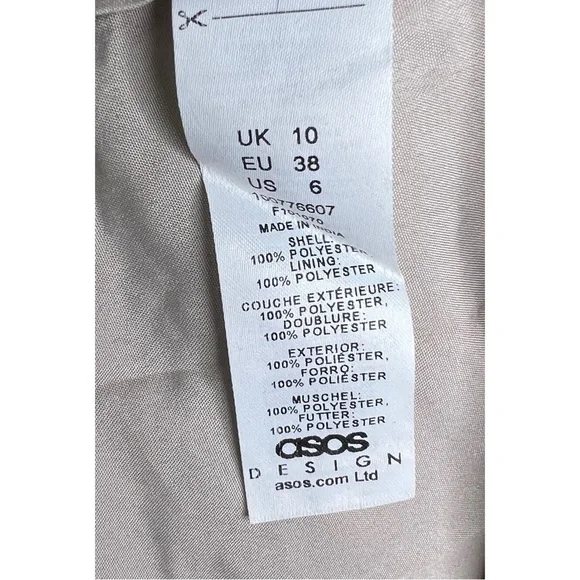 UK 10
EU 38
US 6
100776607
F101070
MADE IN INDIA
SHELL:
100% POLYESTER,
LINING:
100% POLYESTER
COUCHE EXTÉRIEURE:
100% POLYESTER,
DOUBLURE:
100% POLYESTER
EXTERIOR:
100% POLIÉSTER,
FORRO:
100% POLIÉSTER
MUSCHEL:
100% POLYESTER,
FUTTER:
100% POLYESTER
asos
DESIGN
asos.com Ltd